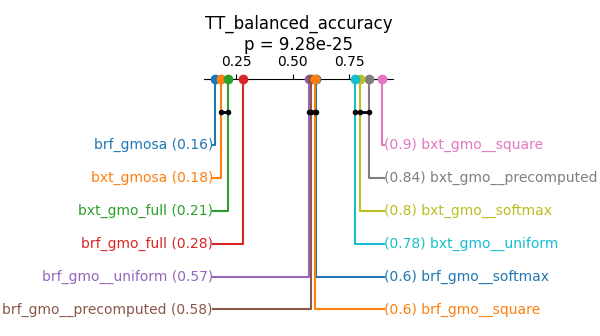 TT_balanced_accuracy
p = 9.28e-25
0.25 0.50 0.75
brf_gmosa (0.16) (0.9) bxt_gmo__square
bxt_gmosa (0.18) (0.84) bxt_gmo__precomputed
bxt_gmo_full (0.21) (0.8) bxt_gmo__softmax
brf_gmo_full (0.28) (0.78) bxt_gmo__uniform
brf_gmo__uniform (0.57) (0.6) brf_gmo__softmax
brf_gmo__precomputed (0.58) (0.6) brf_gmo__square